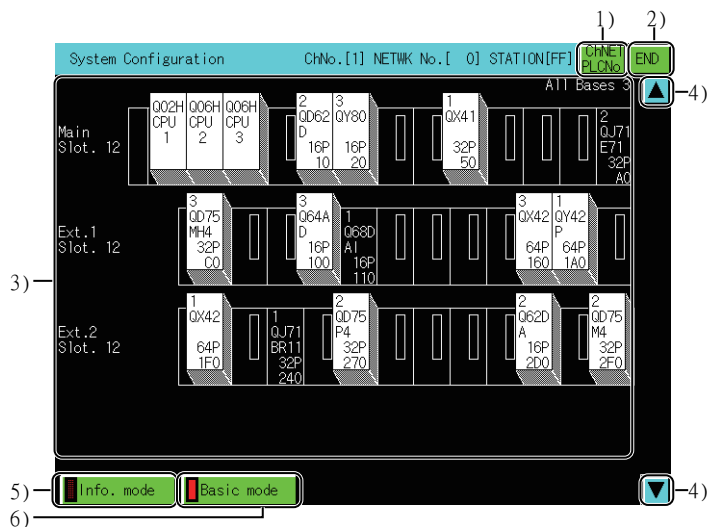 1)
2)
System Configuration ChNo.[1] NETWK No.[ 0] STATION[FF]
ChNET
PLCNo
END
All Bases 3
▲
4)
Main
Slot. 12
Q02H
CPU
1
Q06H
CPU
2
Q06H
CPU
3
2
QD62
D
16P
10
3
QY80
16P
20
1
QX41
32P
50
2
QJ71
E71
32P
A0
3)
Ext.1
Slot. 12
3
QD75
MH4
32P
C0
3
Q64A
D
16P
100
1
Q68D
AI
16P
110
3
QX42
64P
160
1
QY42
P
64P
1A0
Ext.2
Slot. 12
1
QX42
64P
1F0
1
QJ71
BR11
32P
240
2
QD75
P4
32P
270
2
Q62D
A
16P
2D0
2
QD75
M4
32P
2F0
5)
Info. mode
Basic mode
▼
4)
6)